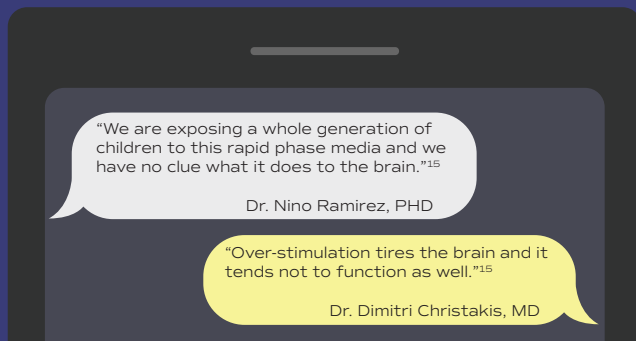 “We are exposing a whole generation of
children to this rapid phase media and we
have no clue what it does to the brain.”¹⁵
Dr. Nino Ramirez, PHD
“Over-stimulation tires the brain and it
tends not to function as well.”¹⁵
Dr. Dimitri Christakis, MD